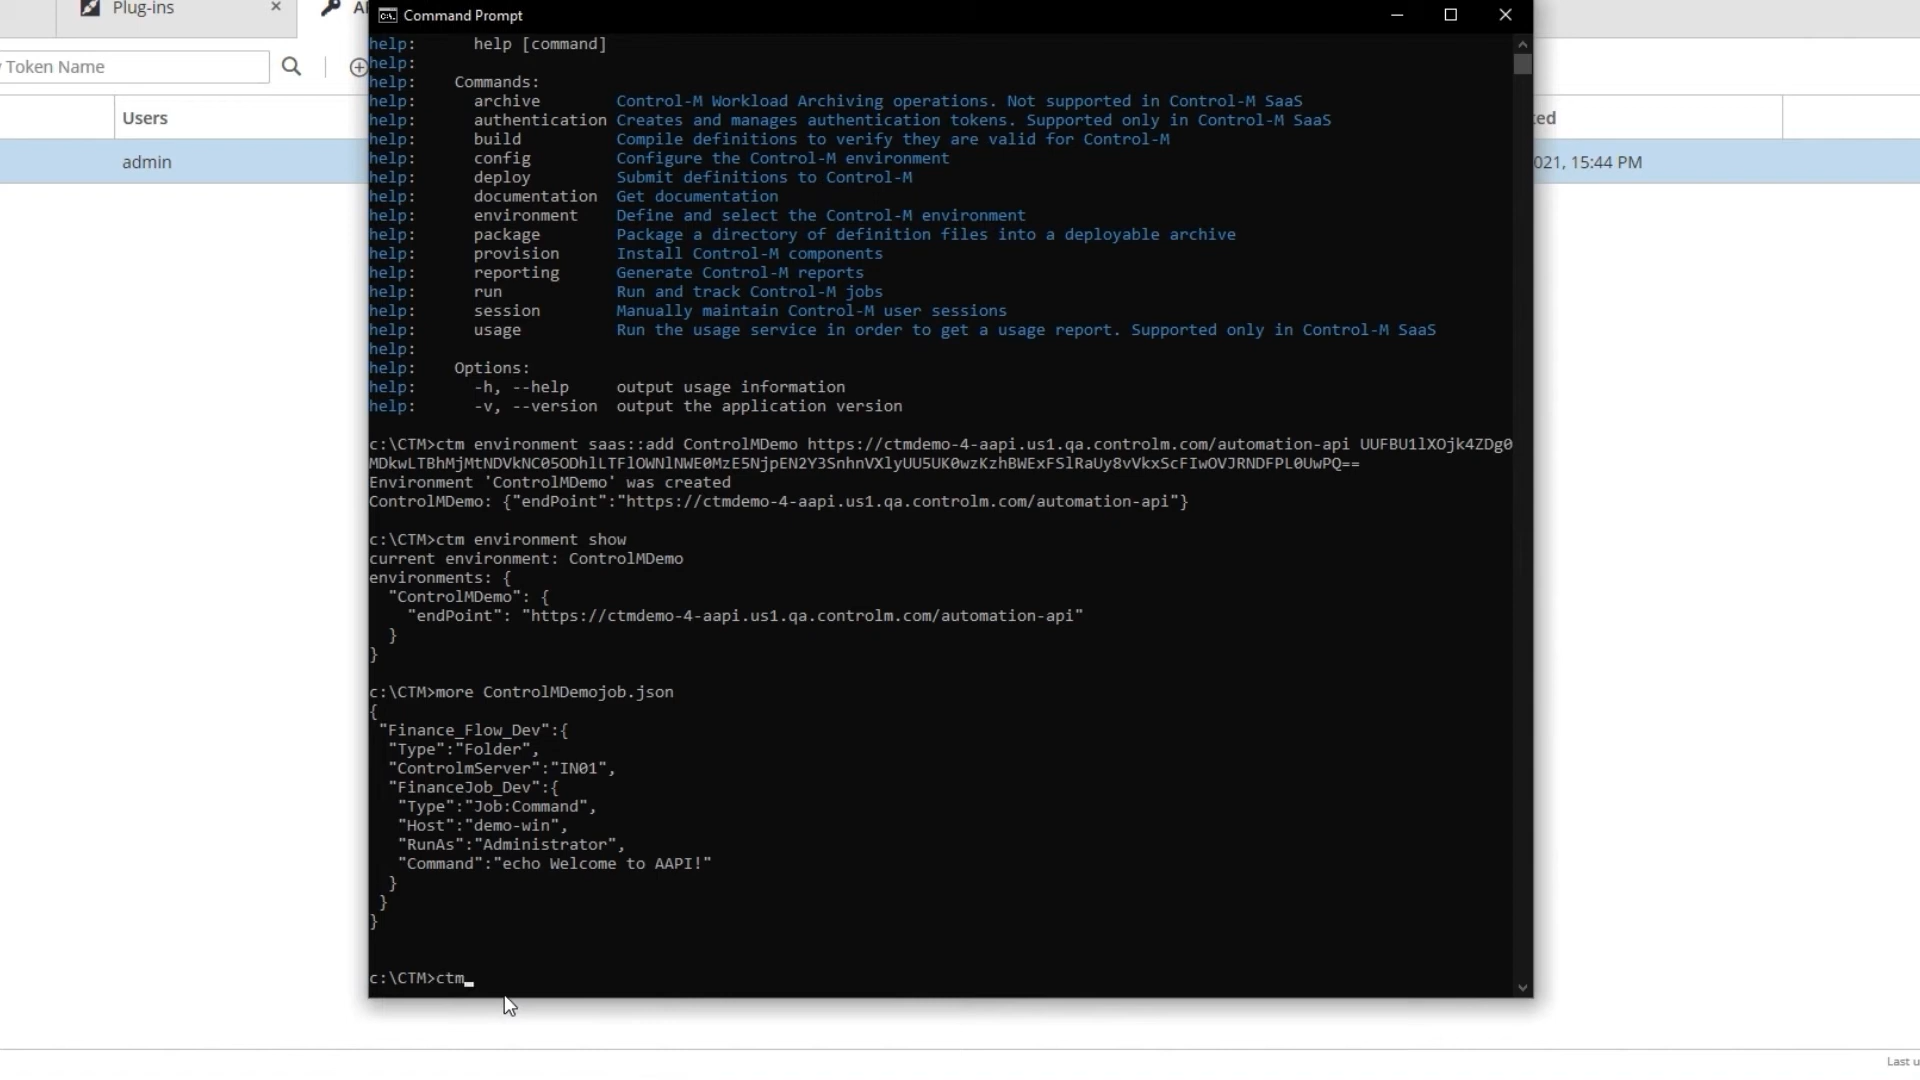 Plug-ins
Command Prompt
Token Name
Users
admin
021, 15:44 PM
help: help [command]
help:
help: Commands:
help: archive Control-M Workload Archiving operations. Not supported in Control-M SaaS
help: authentication Creates and manages authentication tokens. Supported only in Control-M SaaS
help: build Compile definitions to verify they are valid for Control-M
help: config Configure the Control-M environment
help: deploy Submit definitions to Control-M
help: documentation Get documentation
help: environment Define and select the Control-M environment
help: package Package a directory of definition files into a deployable archive
help: provision Install Control-M components
help: reporting Generate Control-M reports
help: run Run and track Control-M jobs
help: session Manually maintain Control-M user sessions
help: usage Run the usage service in order to get a usage report. Supported only in Control-M SaaS
help:
help: Options:
help: -h, --help output usage information
help: -v, --version output the application version
c:\CTM>ctm environment saas::add ControlMDemo https://ctmdemo-4-aapi.us1.qa.controlm.com/automation-api UUFBU1lXOjk4ZDg0
MDkwLTBhMjMtNDVkNC05ODhlLTFlOWNlNWE0MzE5NjpEN2Y3SnhnVXlyUU5UK0wzKzhBWExFSlRaUy8vVkxScFIwOVJRNDFPL0UwPQ==
Environment 'ControlMDemo' was created
ControlMDemo: {"endPoint":"https://ctmdemo-4-aapi.us1.qa.controlm.com/automation-api"}
c:\CTM>ctm environment show
current environment: ControlMDemo
environments: {
"ControlMDemo": {
"endPoint": "https://ctmdemo-4-aapi.us1.qa.controlm.com/automation-api"
}
}
c:\CTM>more ControlMDemojob.json
{
"Finance_Flow_Dev":{
"Type":"Folder",
"ControlmServer":"IN01",
"FinanceJob_Dev":{
"Type":"Job:Command",
"Host":"demo-win",
"RunAs":"Administrator",
"Command":"echo Welcome to AAPI!"
}
}
}
c:\CTM>ctm_
Last u